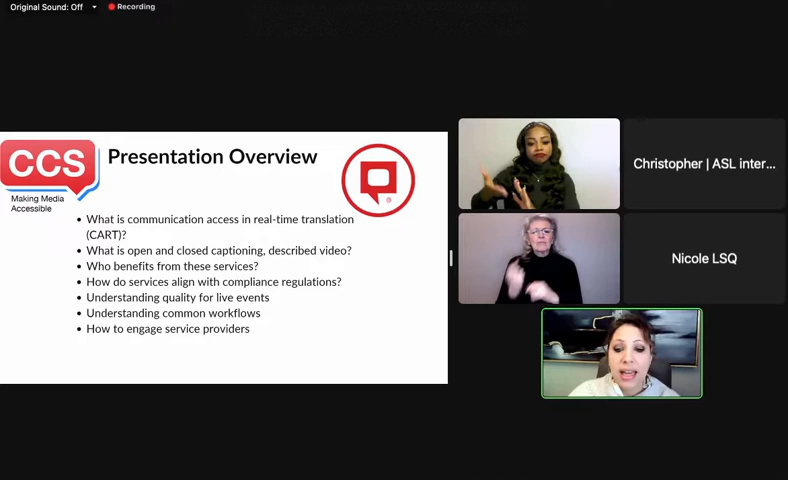 Original Sound: Off
Recording
CCS
Making Media
Accessible
Presentation Overview
• What is communication access in real-time translation
(CART)?
• What is open and closed captioning, described video?
• Who benefits from these services?
• How do services align with compliance regulations?
• Understanding quality for live events
• Understanding common workflows
• How to engage service providers
Christopher | ASL inter...
Nicole LSQ